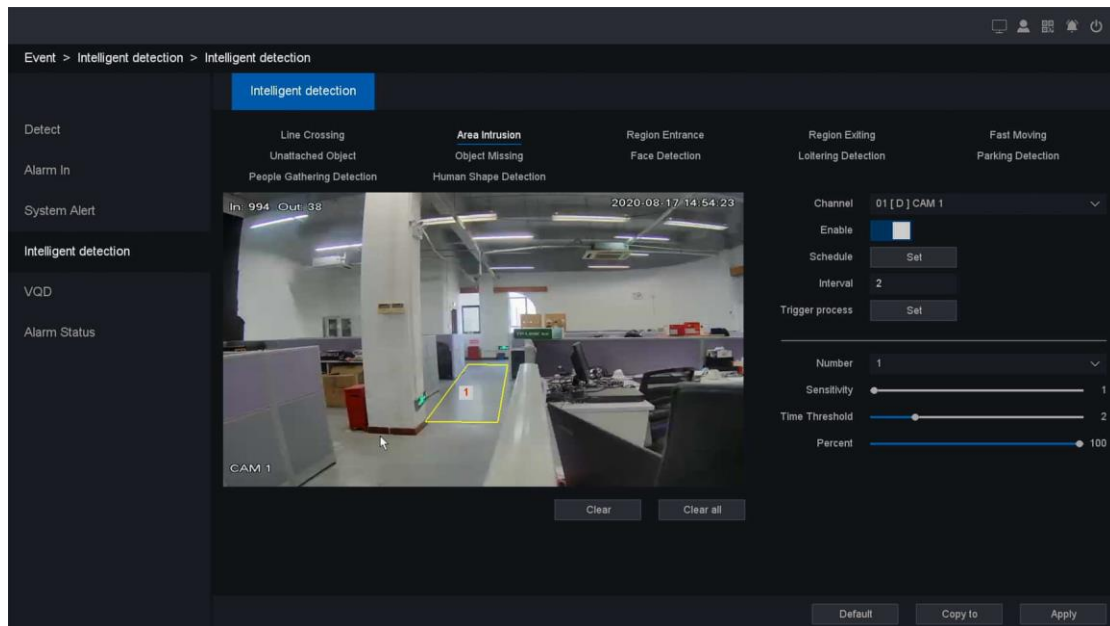 Event > Intelligent detection > Intelligent detection
Intelligent detection
Detect
Alarm In
System Alert
Intelligent detection
VQD
Alarm Status
Line Crossing Area Intrusion Region Entrance Region Exiting Fast Moving
Unattached Object Object Missing Face Detection Loitering Detection Parking Detection
People Gathering Detection Human Shape Detection
In: 994 Out: 38 2020-08-17 14:54:23
1
CAM 1
Channel 01 [ D ] CAM 1
Enable
Schedule Set
Interval 2
Trigger process Set
Number 1
Sensitivity 1
Time Threshold 2
Percent 100
Clear Clear all
Default Copy to Apply